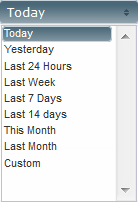 Today
Today
Yesterday
Last 24 Hours
Last Week
Last 7 Days
Last 14 days
This Month
Last Month
Custom